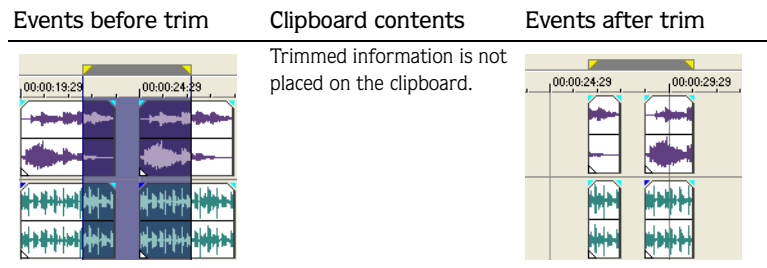 Events before trim Clipboard contents Events after trim
Trimmed information is not
placed on the clipboard.
00:00:19:29 00:00:24:29
00:00:24:29 00:00:29:29